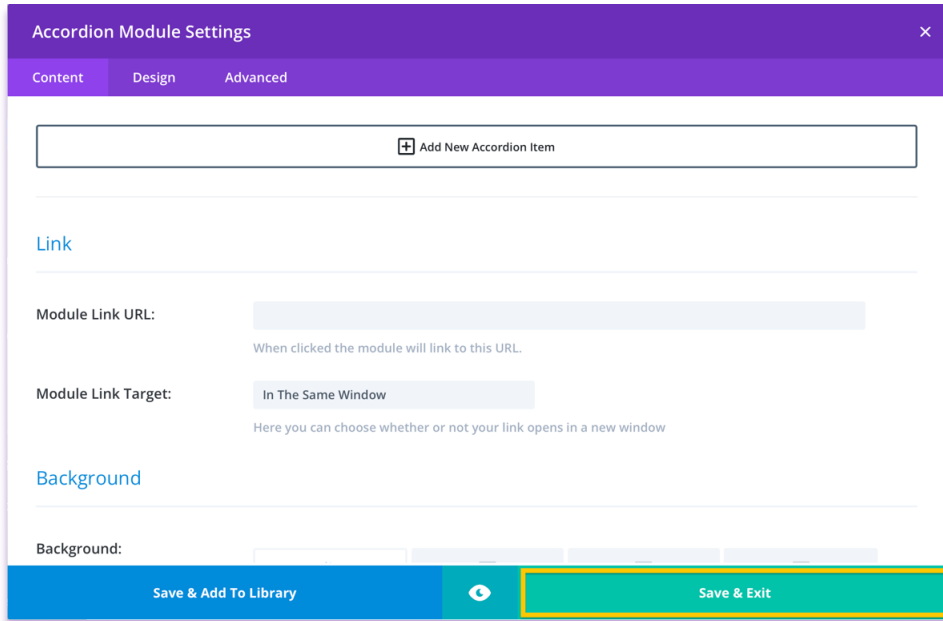 Accordion Module Settings
Content Design Advanced
Add New Accordion Item
Link
Module Link URL:
When clicked the module will link to this URL.
Module Link Target:
In The Same Window
Here you can choose whether or not your link opens in a new window
Background
Background:
Save & Add To Library
Save & Exit